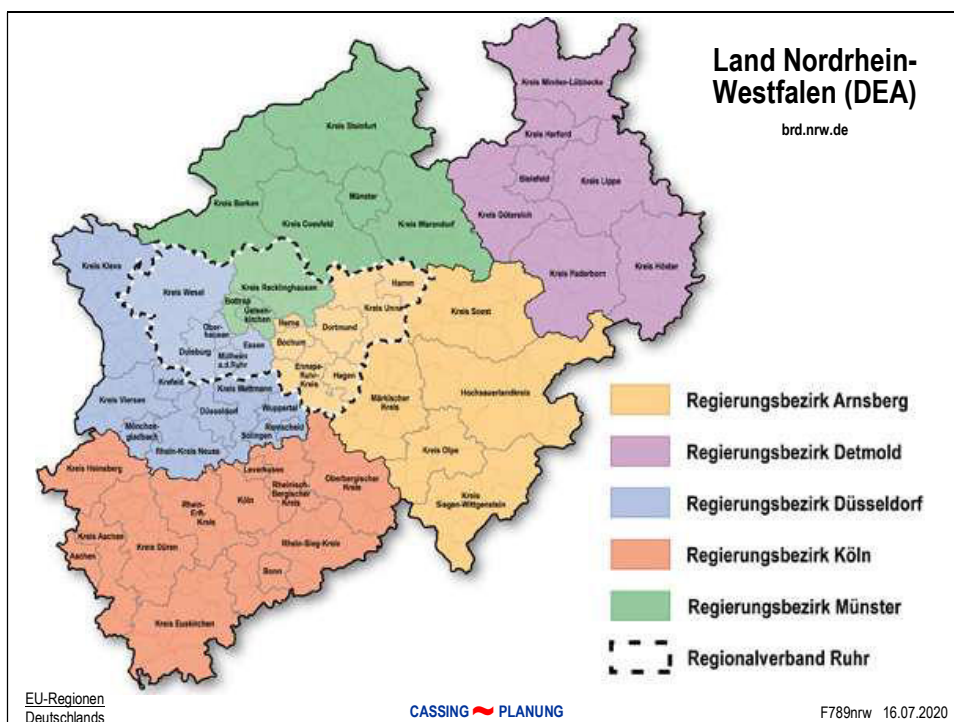 Land Nordrhein-
Westfalen (DEA)
brd.nrw.de
Kreis Minden-Lübbecke
Kreis Herford
Bielefeld
Kreis Lippe
Kreis Gütersloh
Kreis Paderborn
Kreis Höxter
Kreis Steinfurt
Münster
Kreis Borken
Kreis Coesfeld
Kreis Warendorf
Kreis Kleve
Kreis Wesel
Kreis Recklinghausen
Bottrop
Gelsen-
kirchen
Hamm
Kreis Unna
Herne
Dortmund
Bochum
Ober-
hausen
Essen
Duisburg
Mülheim
a.d.Ruhr
Ennepe-
Ruhr-
Kreis
Hagen
Kreis Soest
Hochsauerlandkreis
Märkischer
Kreis
Kreis Olpe
Kreis
Siegen-Wittgenstein
Krefeld
Kreis Mettmann
Kreis Viersen
Düsseldorf
Wuppertal
Mönchen-
gladbach
Remscheid
Solingen
Rhein-Kreis Neuss
Kreis Heinsberg
Leverkusen
Köln
Rheinisch-
Bergischer
Kreis
Oberbergischer
Kreis
Rhein-
Erft-
Kreis
Kreis Aachen
Aachen
Kreis Düren
Rhein-Sieg-Kreis
Bonn
Kreis Euskirchen
Regierungsbezirk Arnsberg
Regierungsbezirk Detmold
Regierungsbezirk Düsseldorf
Regierungsbezirk Köln
Regierungsbezirk Münster
Regionalverband Ruhr
EU-Regionen
Deutschlands
CASSING PLANUNG
F789nrw 16.07.2020